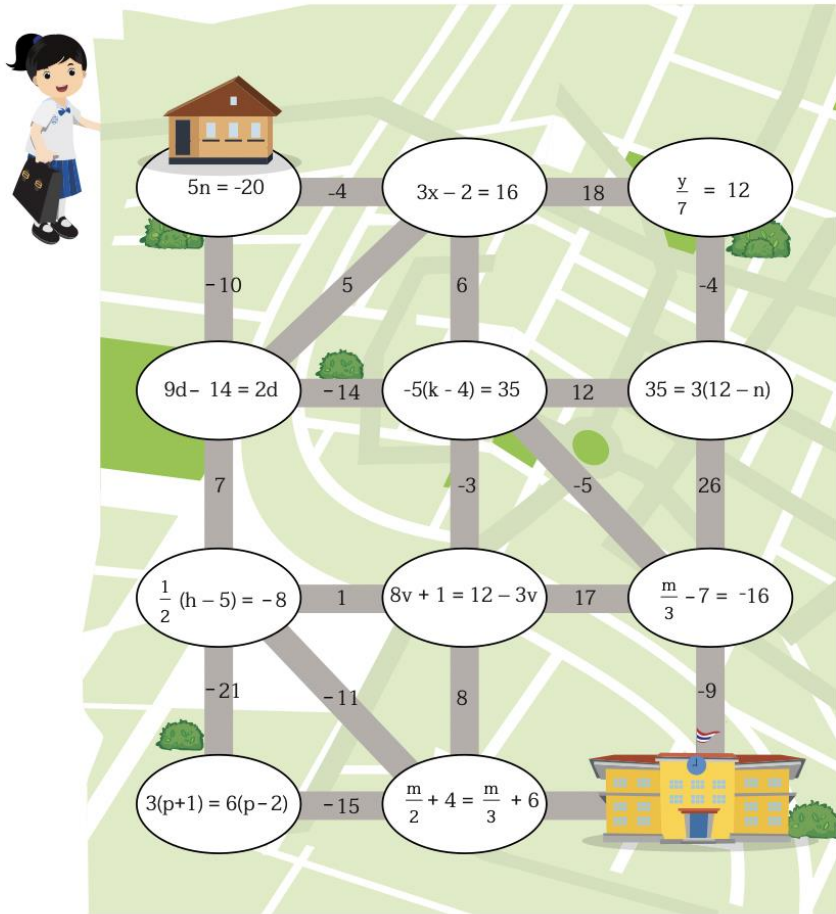 5n = -20 -4 3x – 2 = 16 18 y/7 = 12
-10 5 6 -4
9d – 14 = 2d -14 -5(k - 4) = 35 12 35 = 3(12 – n)
7 -3 -5 26
1/2 (h – 5) = -8 1 8v + 1 = 12 – 3v 17 m/3 – 7 = -16
-21 -11 8 -9
3(p+1) = 6(p – 2) -15 m/2 + 4 = m/3 + 6